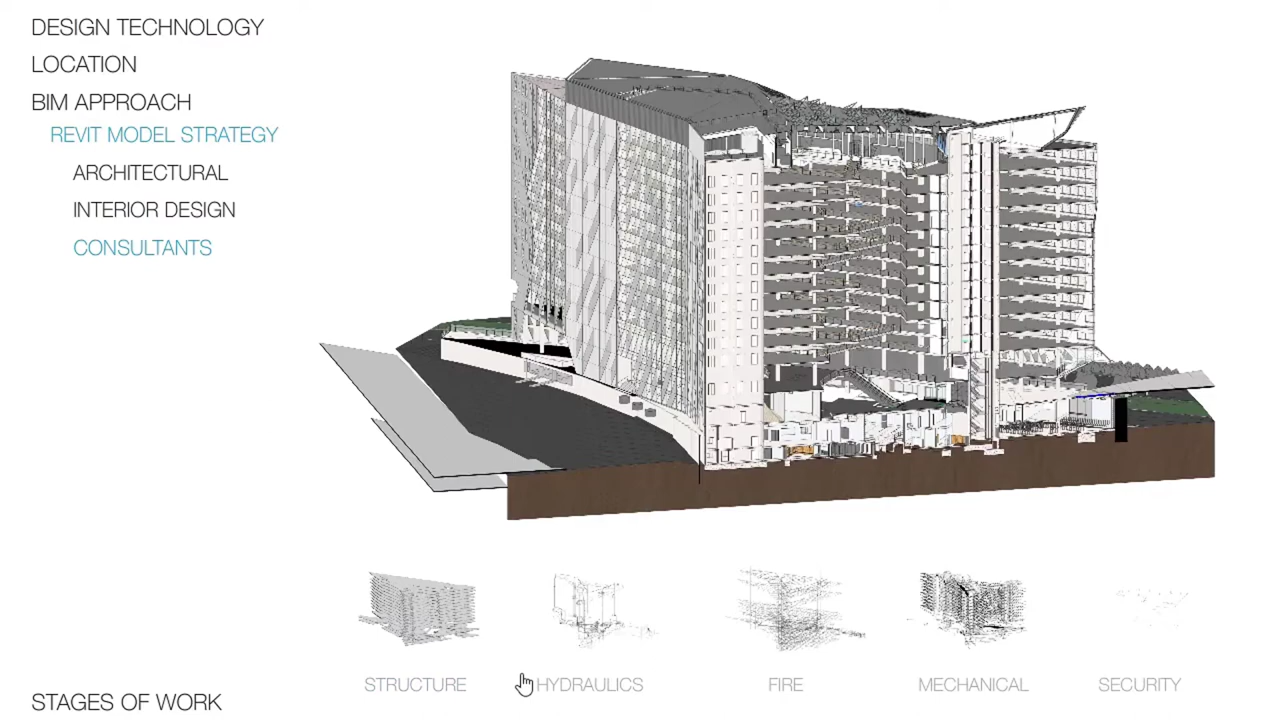 DESIGN TECHNOLOGY
LOCATION
BIM APPROACH
REVIT MODEL STRATEGY
ARCHITECTURAL
INTERIOR DESIGN
CONSULTANTS
STRUCTURE
HYDRAULICS
FIRE
MECHANICAL
SECURITY
STAGES OF WORK